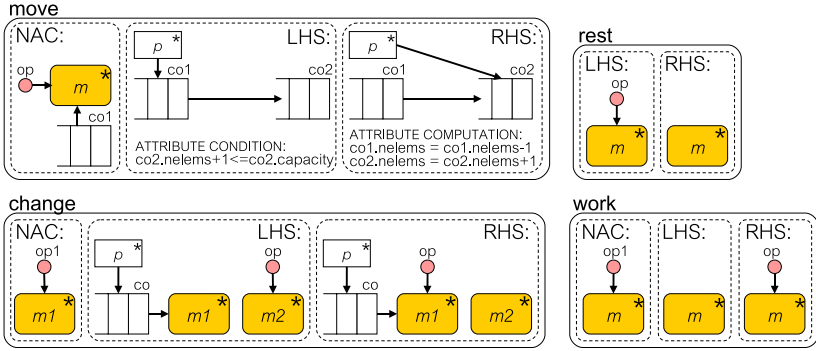 move
NAC:
op
m *
co1
LHS:
p *
co1
co2
ATTRIBUTE CONDITION:
co2.nelems+1<=co2.capacity
RHS:
p *
co1
co2
ATTRIBUTE COMPUTATION:
co1.nelems = co1.nelems-1
co2.nelems = co2.nelems+1
rest
LHS:
op
m *
RHS:
m *
change
NAC:
op1
m1 *
LHS:
p *
co
m1 *
op
m2 *
RHS:
p *
co
op
m1 *
m2 *
work
NAC:
op1
m *
LHS:
m *
RHS:
op
m *